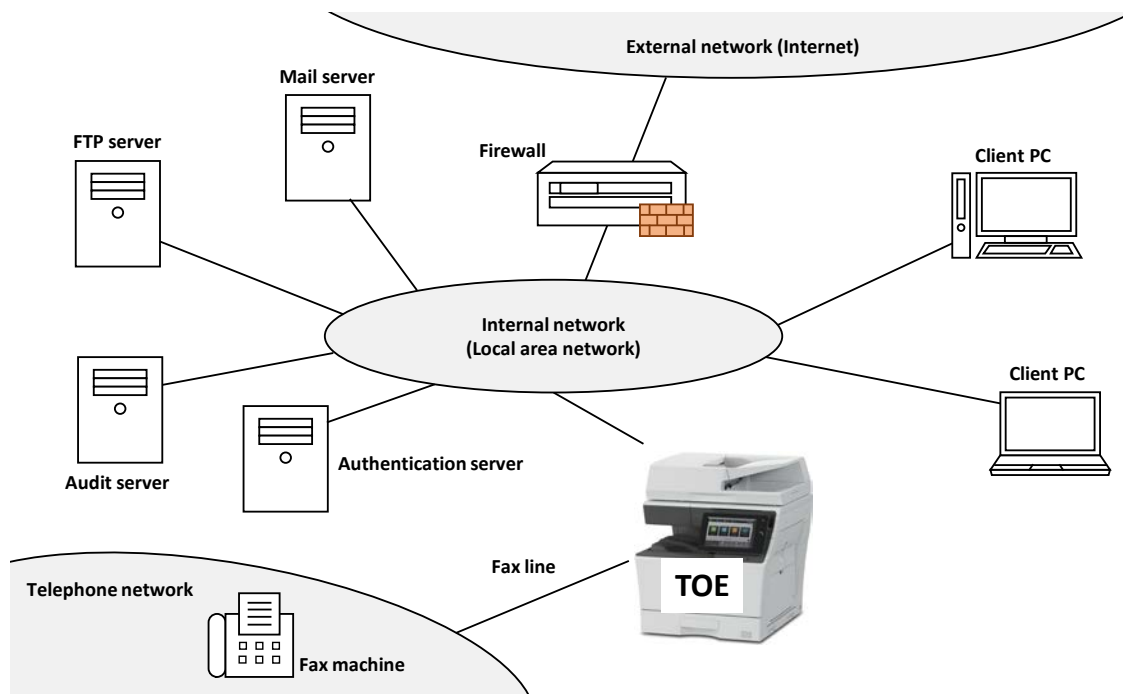 External network (Internet)
Mail server
FTP server
Firewall
Client PC
Internal network
(Local area network)
Client PC
Audit server
Authentication server
TOE
Fax line
Telephone network
Fax machine